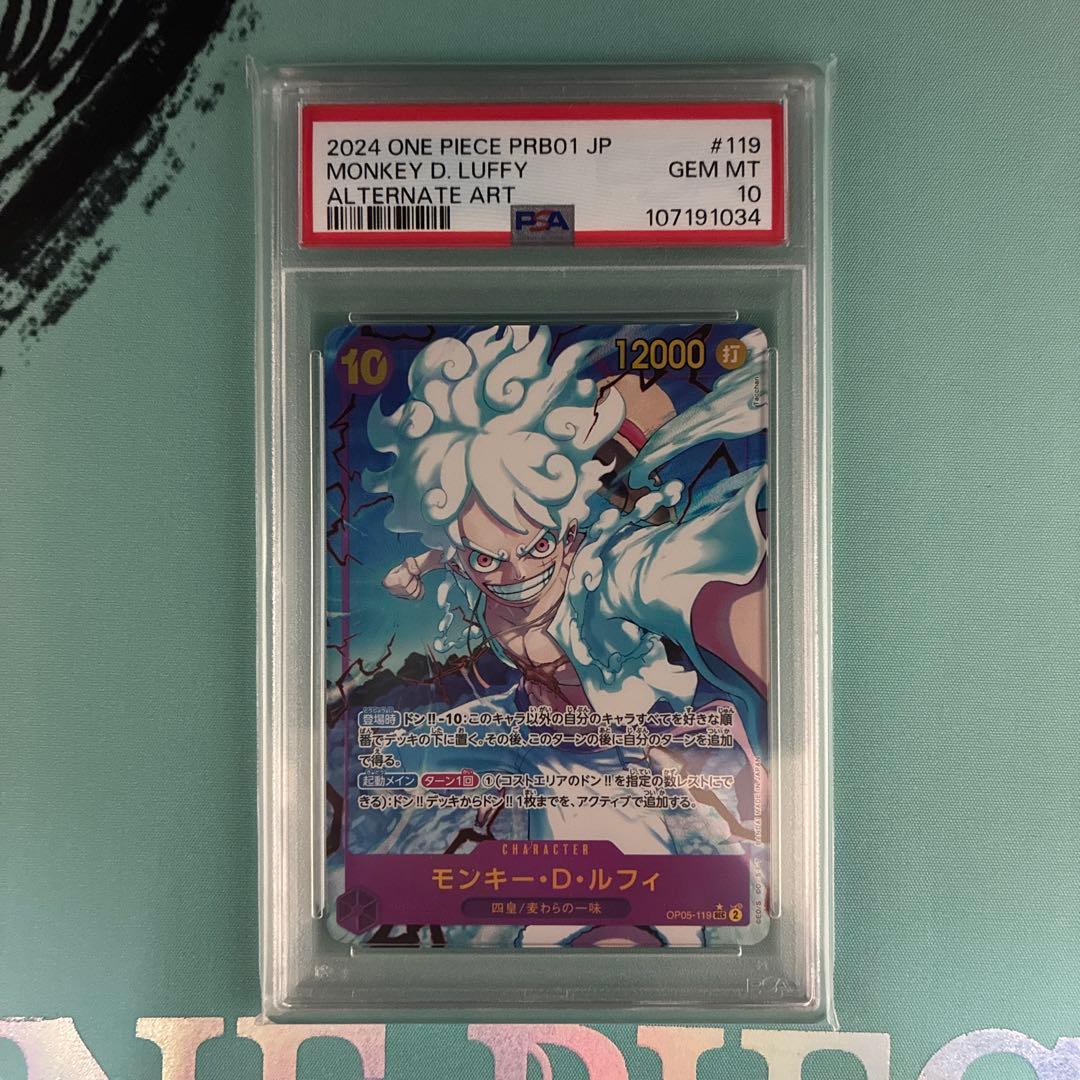 2024 ONE PIECE PRB01 JP #119
MONKEY D. LUFFY GEM MT
ALTERNATE ART 10
PSA 107191034
10 12000 打
登場時 ドン!!-10:このキャラ以外の自分のキャラすべてを好きな順
番でデッキの下に置く。その後、このターンの後に自分のターンを追加
で得る。
起動メイン ターン1回 ①(コストエリアのドン!!を指定の数レストにで
きる):ドン!!デッキからドン!!1枚までを、アクティブで追加する。
CHARACTER
モンキー・D・ルフィ
四皇/麦わらの一味
OP05-119 SEC 2
PSA